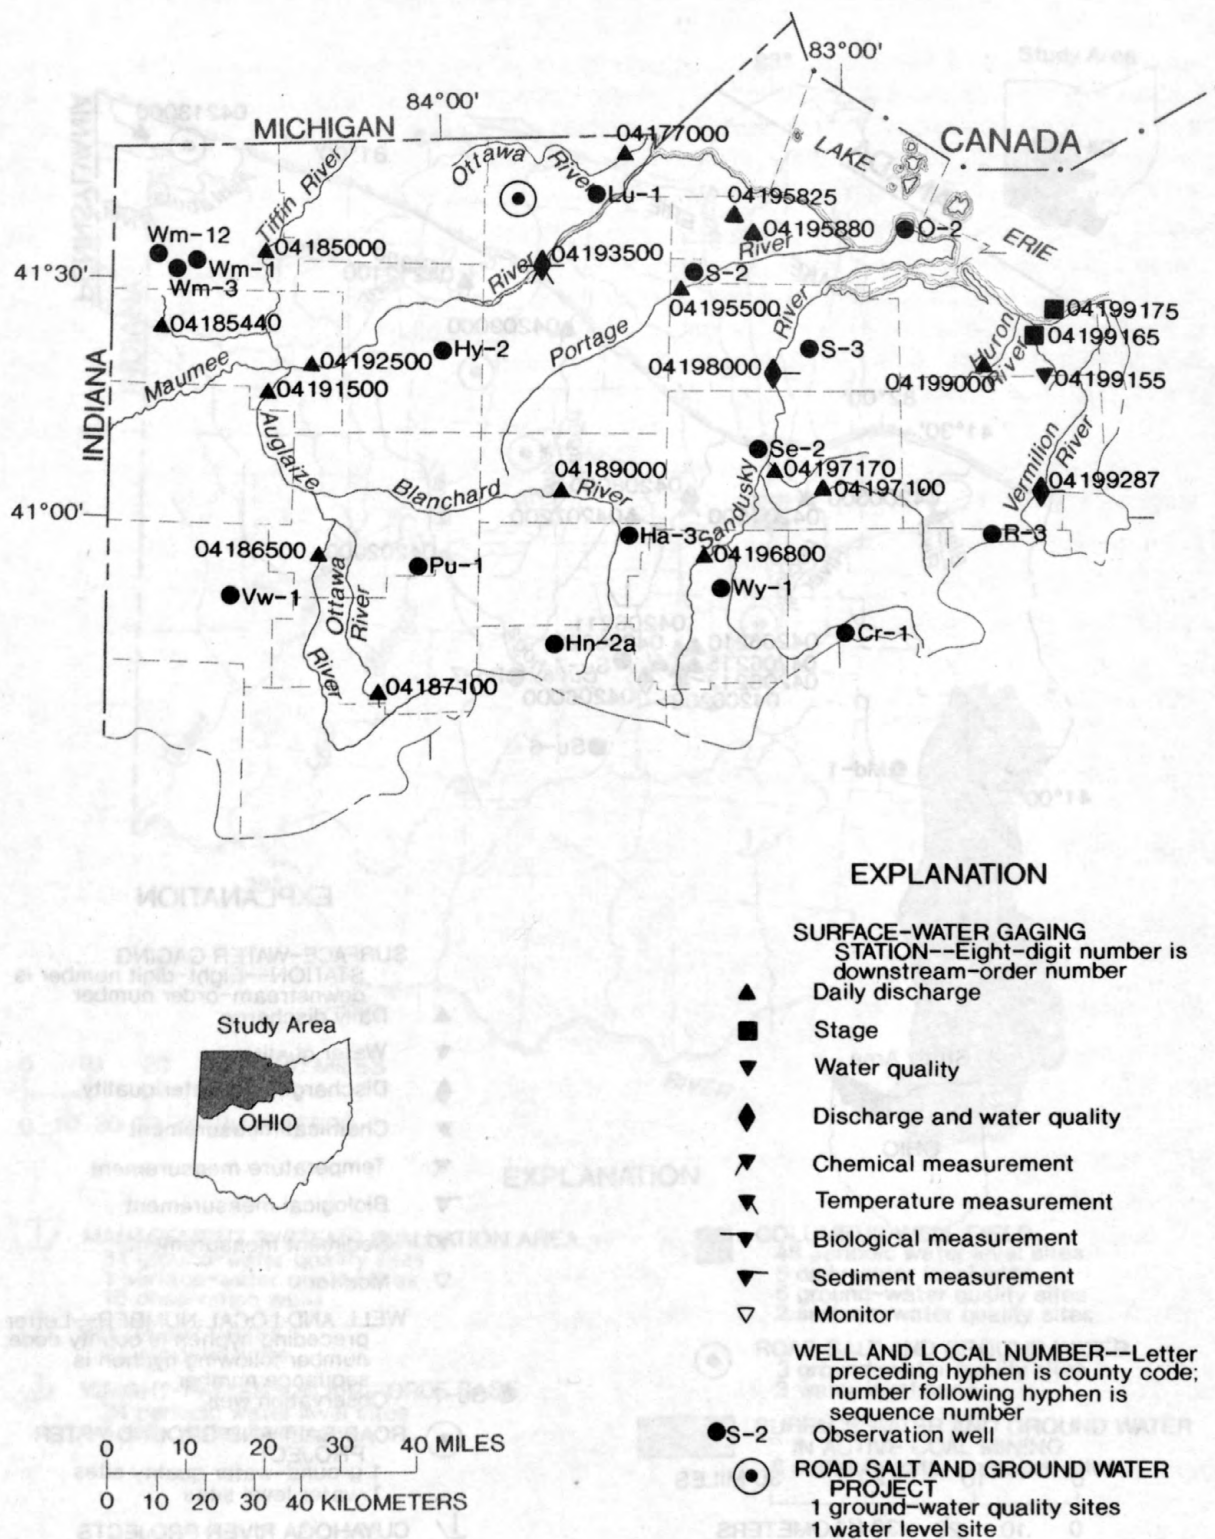 83°00'
84°00'
MICHIGAN
CANADA
LAKE
ERIE
04177000
Ottawa
River
Lu-1
04195825
04195880
River
O-2
Tiffin River
Wm-12
04185000
Wm-1
Wm-3
41°30'
04193500
River
S-2
04195500
River
04199175
04199165
04185440
Hy-2
Portage
S-3
Huron
River
04192500
Maumee
04198000
04199000
04199155
04191500
INDIANA
Auglaize
Se-2
04189000
04197170
Blanchard
River
04197100
Vermillion
River
04199287
41°00'
Sandusky
Ha-3
R-3
04186500
04196800
Pu-1
Ottawa
River
Vw-1
Wy-1
Hn-2a
Cr-1
River
04187100
EXPLANATION
SURFACE-WATER GAGING
STATION--Eight-digit number is
downstream-order number
Daily discharge
Stage
Water quality
Discharge and water quality
Chemical measurement
Temperature measurement
Biological measurement
Sediment measurement
Monitor
WELL AND LOCAL NUMBER--Letter
preceding hyphen is county code;
number following hyphen is
sequence number
S-2 Observation well
ROAD SALT AND GROUND WATER
PROJECT
1 ground-water quality sites
1 water level site
Study Area
OHIO
0 10 20 30 40 MILES
0 10 20 30 40 KILOMETERS